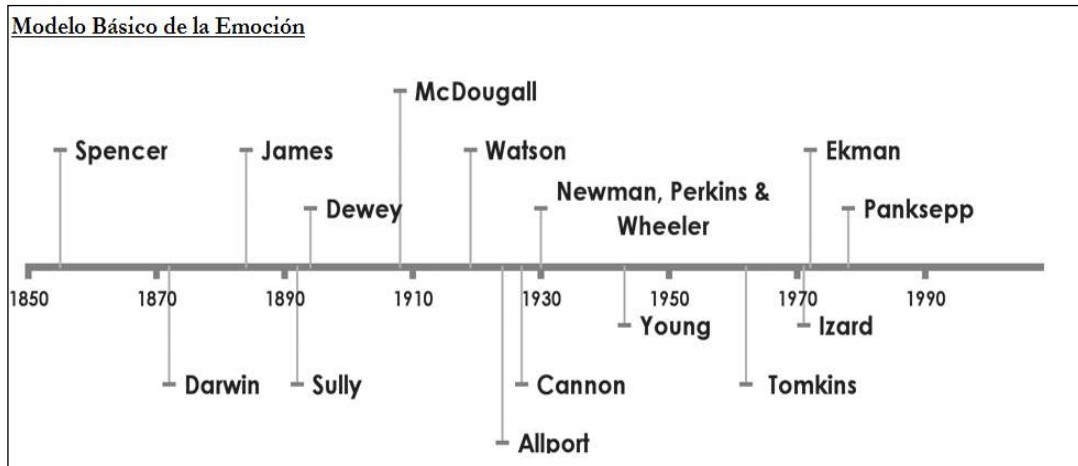 Modelo Básico de la Emoción
McDougall
Spencer
James
Watson
Ekman
Dewey
Newman, Perkins &
Wheeler
Panksepp
1850
1870
1890
1910
1930
1950
1970
1990
Young
Izard
Darwin
Sully
Cannon
Tomkins
Allport